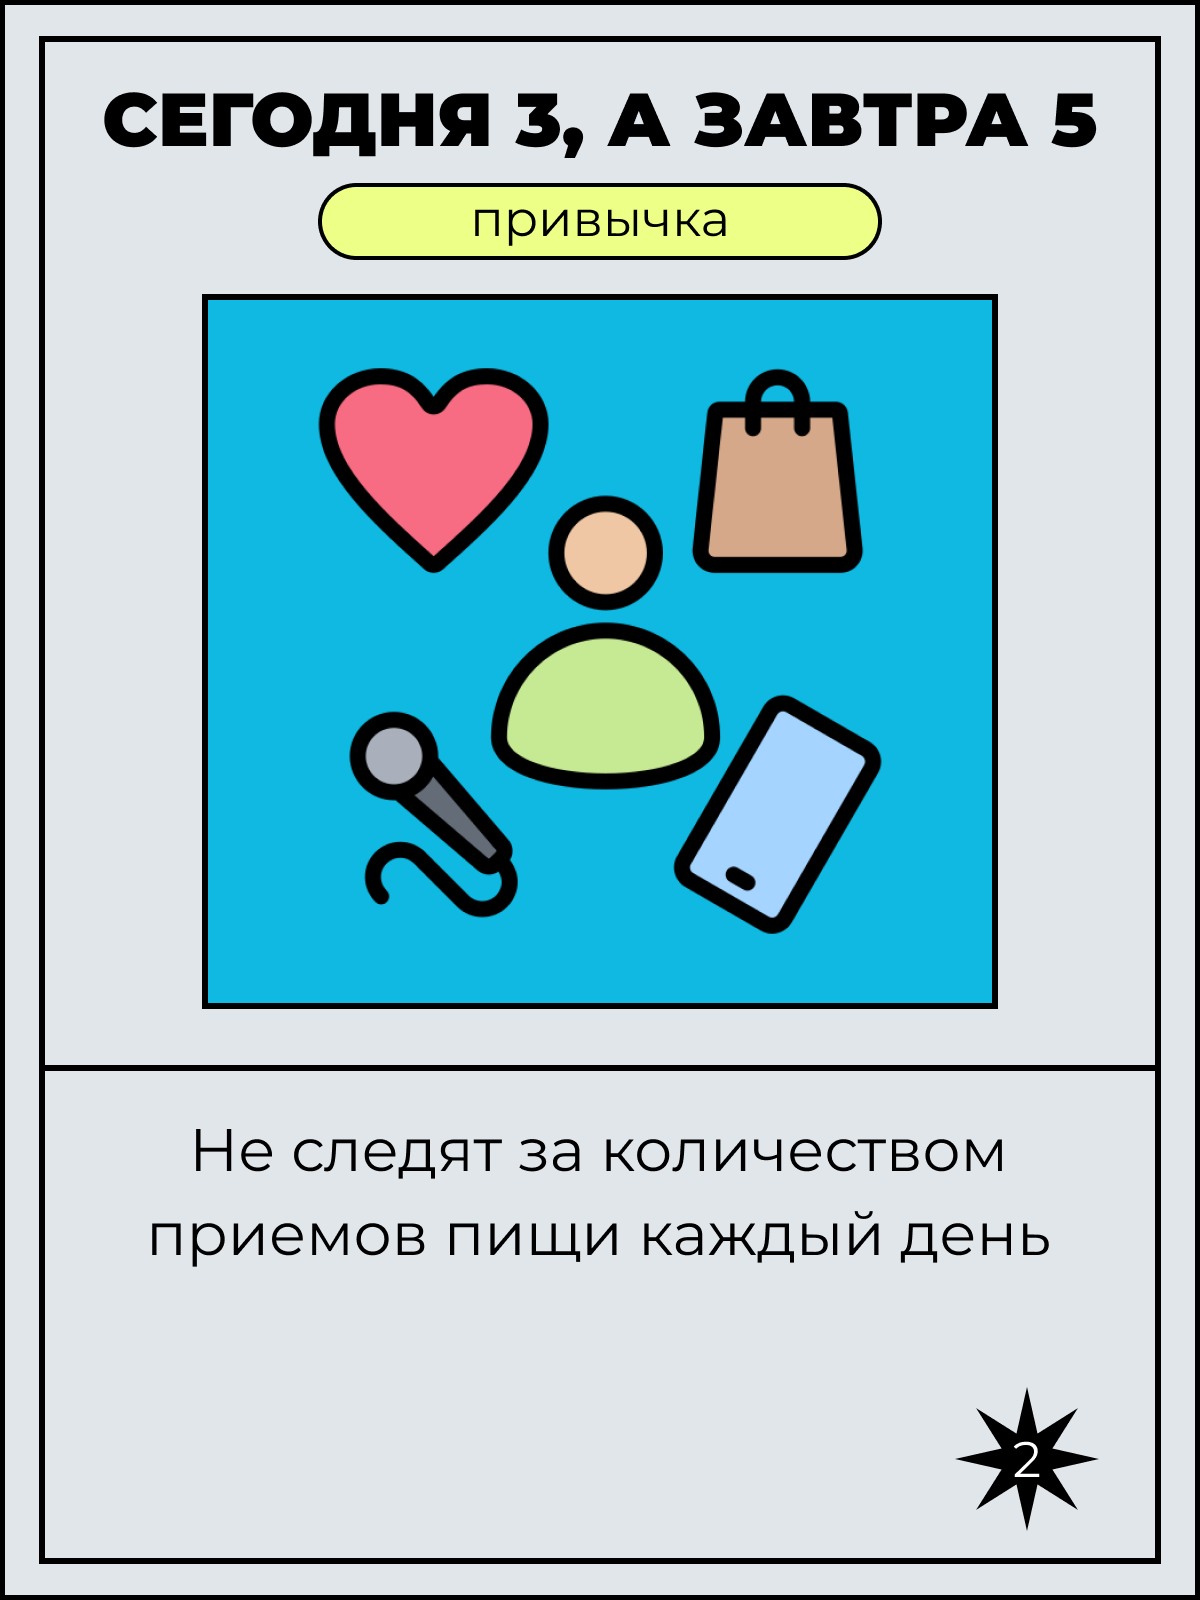 СЕГОДНЯ 3, А ЗАВТРА 5
привычка
Не следят за количеством
приемов пищи каждый день
2